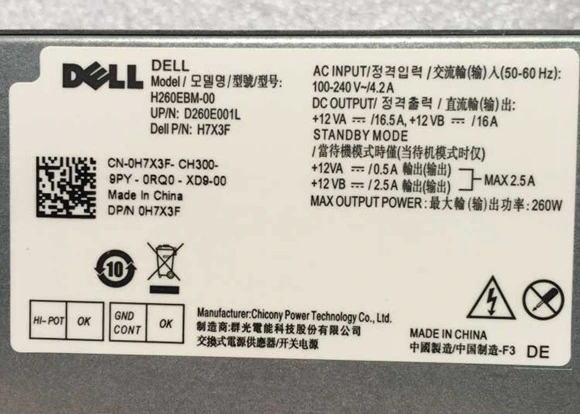 DELL
DELL
Model / 모델명/型號/型号:
H260EBM-00
UP/N: D260E001L
Dell P/N: H7X3F
AC INPUT/정격입력 /交流輸(输)入(50-60 Hz):
100-240 V~/4.2A
DC OUTPUT/ 정격출력 / 直流輸(输)出:
+12 VA ⎓ /16.5A, +12 VB ⎓ /16A
STANDBY MODE
/當待機模式時僅(当待机模式时仅)
+12VA ⎓ /0.5A 輸出(输出)
+12 VB ⎓ / 2.5A 輸出(输出)
MAX 2.5A
MAX OUTPUT POWER: 最大輸(输)出功率: 260W
CN-0H7X3F- CH300-
9PY - 0RQ0 - XD9-00
Made In China
DP/N 0H7X3F
10
HI-POT OK
GND CONT OK
Manufacturer:Chicony Power Technology Co., Ltd.
制造商:群光電能科技股份有限公司
交換式電源供應器/开关电源
MADE IN CHINA
中國製造/中国制造-F3 DE